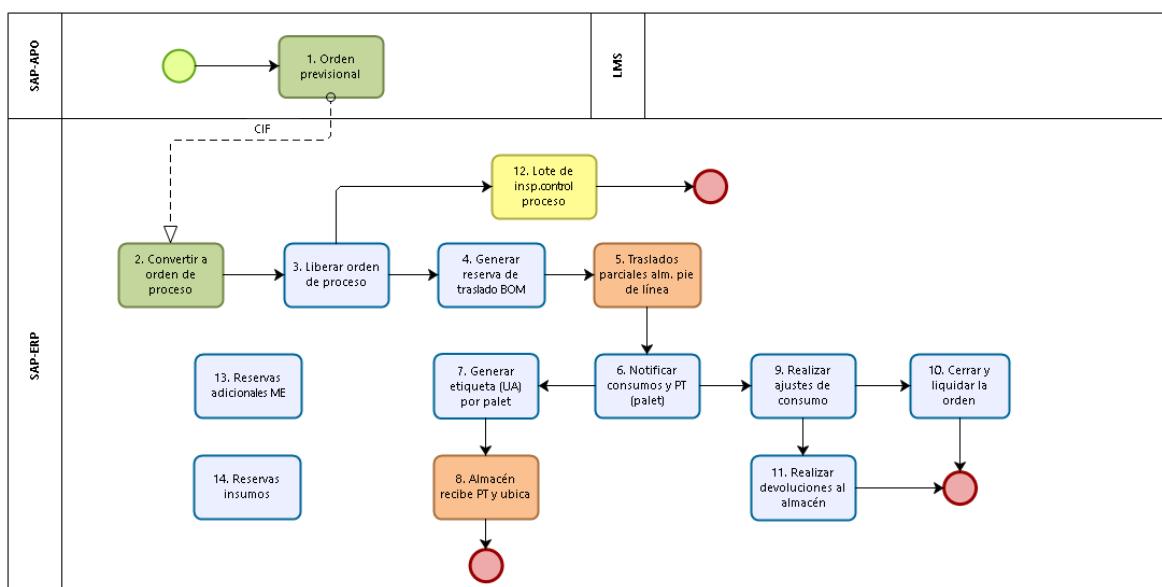 SAP-APO
1. Orden
previsional
LMS
CIF
SAP-ERP
12. Lote de
insp.control
proceso
2. Convertir a
orden de
proceso
3. Liberar orden
de proceso
4. Generar
reserva de
traslado BOM
5. Traslados
parciales alm. pie
de línea
13. Reservas
adicionales ME
7. Generar
etiqueta (UA)
por palet
6. Notificar
consumos y PT
(palet)
9. Realizar
ajustes de
consumo
10. Cerrar y
liquidar la
orden
14. Reservas
insumos
8. Almacén
recibe PT y ubica
11. Realizar
devoluciones al
almacén